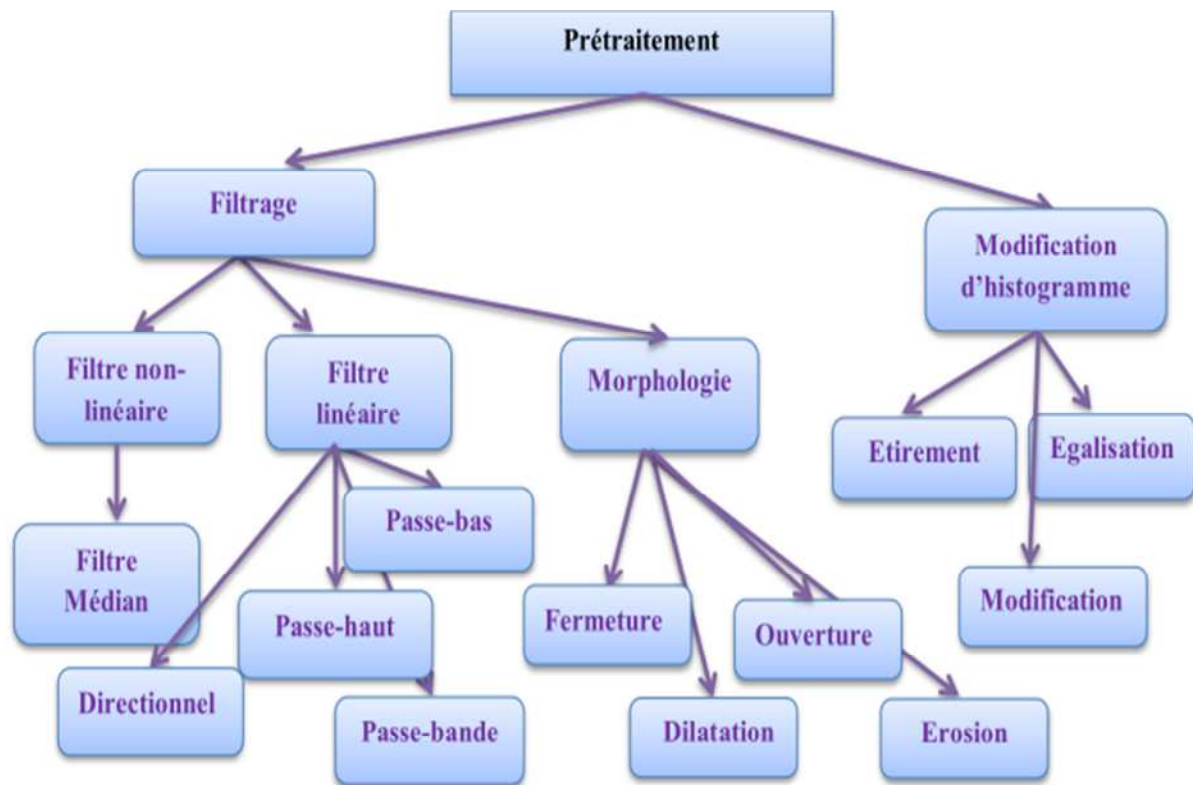 Prétraitement
Filtrage
Modification
d’histogramme
Filtre non-
linéaire
Filtre
linéaire
Morphologie
Etirement
Egalisation
Passe-bas
Filtre
Médian
Passe-haut
Fermeture
Ouverture
Modification
Directionnel
Passe-bande
Dilatation
Erosion